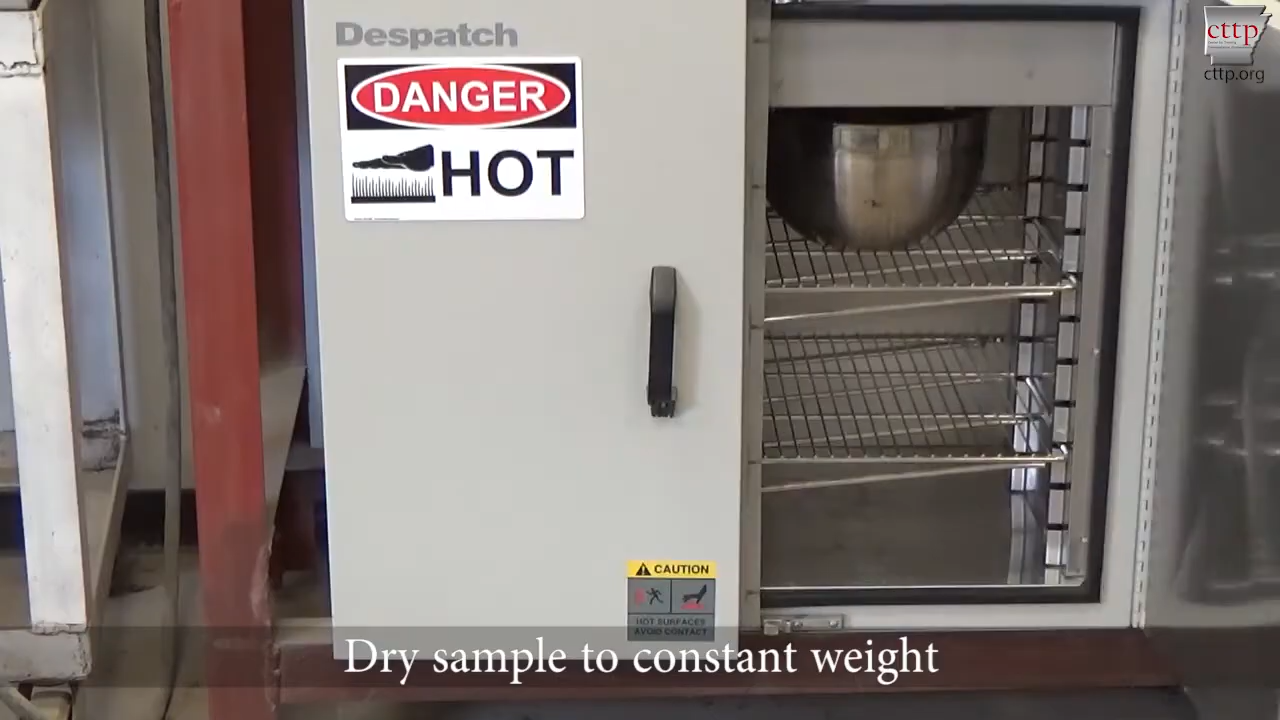 Despatch
DANGER
HOT
CAUTION
HOT SURFACES
AVOID CONTACT
Dry sample to constant weight
cttp
cttp.org